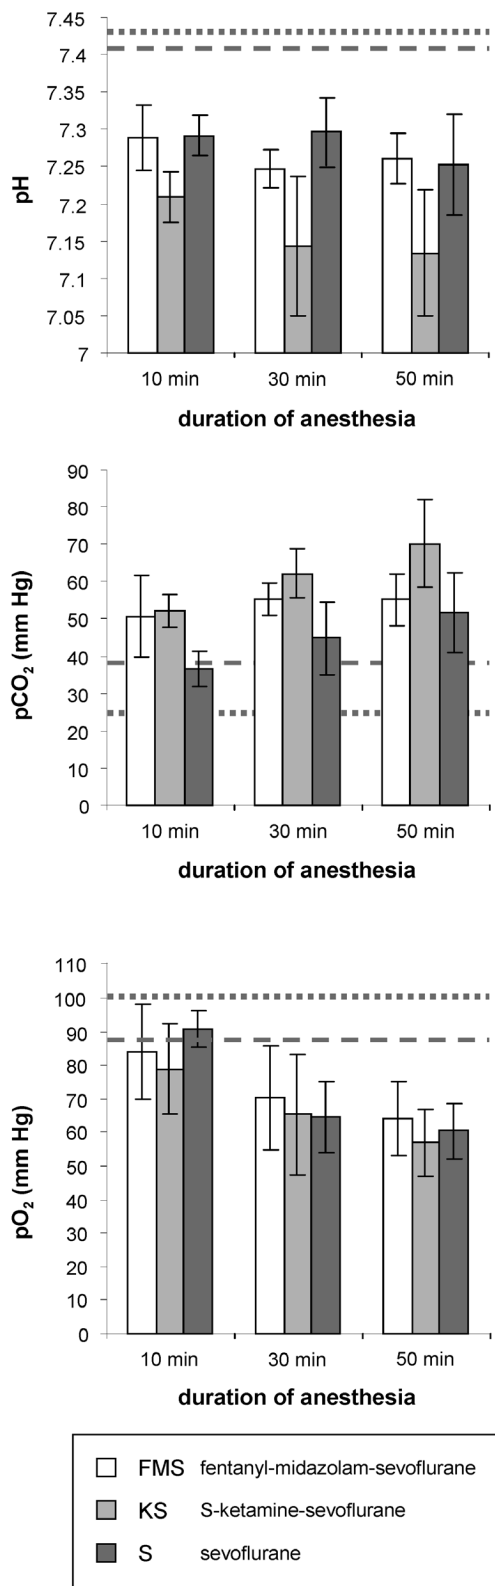 7.45
7.4
7.35
7.3
7.25
7.2
7.15
7.1
7.05
7
pH
10 min 30 min 50 min
duration of anesthesia
90
80
70
60
50
40
30
20
10
0
pCO₂ (mm Hg)
10 min 30 min 50 min
duration of anesthesia
110
100
90
80
70
60
50
40
30
20
10
0
pO₂ (mm Hg)
10 min 30 min 50 min
duration of anesthesia
FMS fentanyl-midazolam-sevoflurane
KS S-ketamine-sevoflurane
S sevoflurane